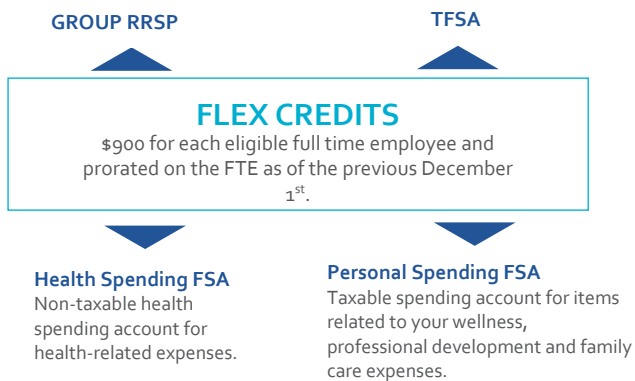 GROUP RRSP
TFSA
FLEX CREDITS
$900 for each eligible full time employee and
prorated on the FTE as of the previous December
1st.
Health Spending FSA
Non-taxable health
spending account for
health-related expenses.
Personal Spending FSA
Taxable spending account for items
related to your wellness,
professional development and family
care expenses.